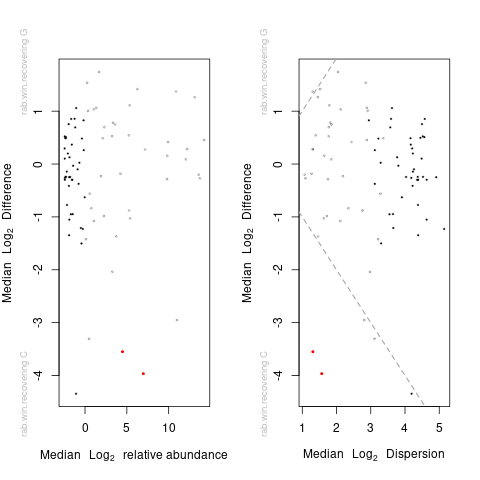 rab.win.recovering G
rab.win.recovering C
Median Log2 Difference
1
0
-1
-2
-3
-4
0 5 10
Median Log2 relative abundance
rab.win.recovering G
rab.win.recovering C
Median Log2 Difference
1
0
-1
-2
-3
-4
1 2 3 4 5
Median Log2 Dispersion